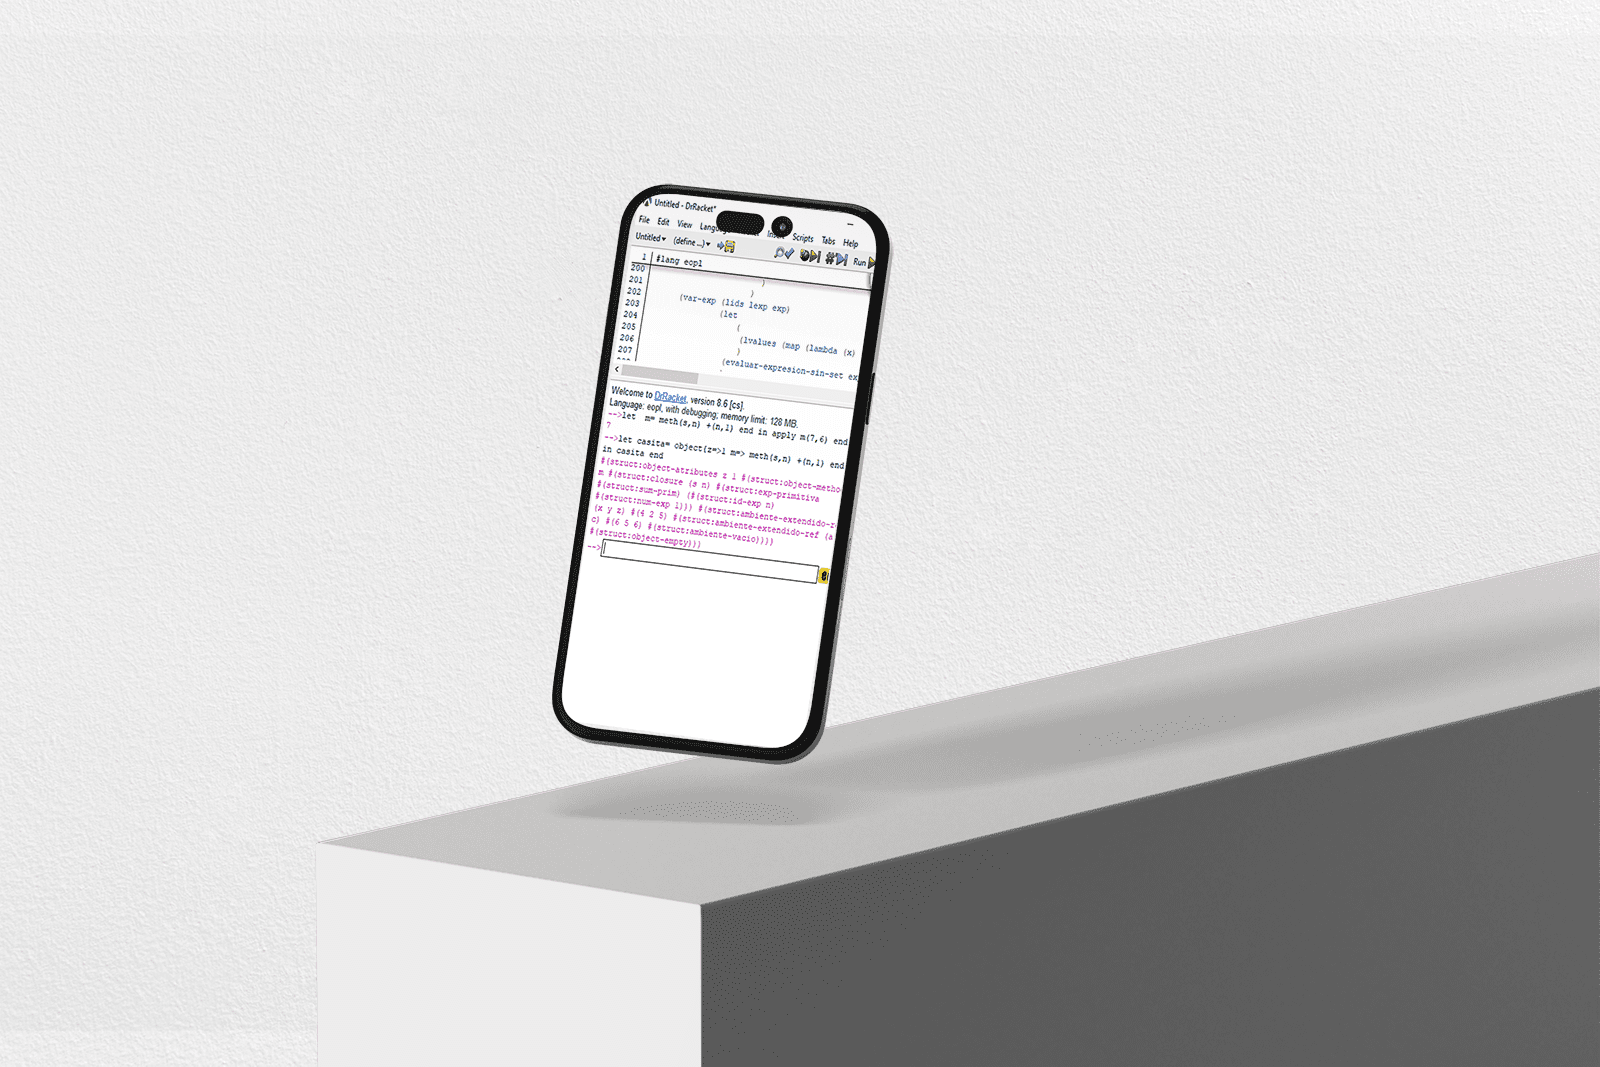 Untitled - DrRacket*
File Edit View Scripts Tabs Help
Untitled▾ (define ...)▾ Run
1 #lang eopl
200 )
201 )
202 (var-exp (lids lexp exp)
203 (let
204 (
205 (lvalues (map (lambda (x)
206 )
207 (evaluar-expresion-sin-set
Welcome to DrRacket, version 8.6 [cs].
Language: eopl, with debugging; memory limit: 128 MB.
-->let m= meth(s,n) +(n,1) end in apply m(7,6) end
7
-->let casita= object{z=>1 m=> meth(s,n) +(n,1) end
in casita end
#(struct:object-atributes z 1 #(struct:object-metho
m #(struct:closure (s n) #(struct:exp-primitiva
#(struct:sum-prim) (#(struct:id-exp n)
#(struct:num-exp 1))) #(struct:ambiente-extendido-r
(x y z) #(4 2 5) #(struct:ambiente-extendido-ref (a
c) #(6 5 6) #(struct:ambiente-vacio))))
#(struct:object-empty)))
-->